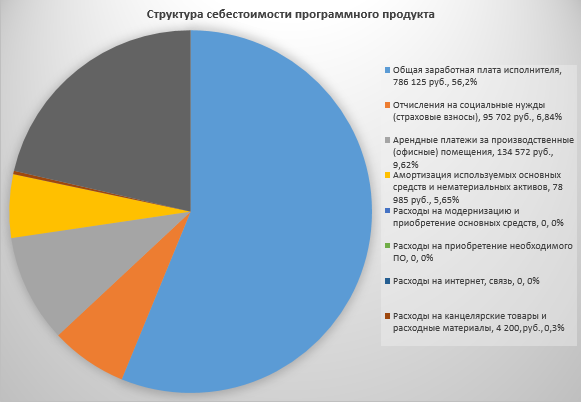 Структура себестоимости программного продукта
Общая заработная плата исполнителя,
786 125 руб., 56,2%
Отчисления на социальные нужды
(страховые взносы), 95 702 руб., 6,84%
Арендные платежи за производственные
(офисные) помещения, 134 572 руб.,
9,62%
Амортизация используемых основных
средств и нематериальных активов, 78
985 руб., 5,65%
Расходы на модернизацию и
приобретение основных средств, 0, 0%
Расходы на приобретение необходимого
ПО, 0, 0%
Расходы на интернет, связь, 0, 0%
Расходы на канцелярские товары и
расходные материалы, 4 200,руб.,0,3%